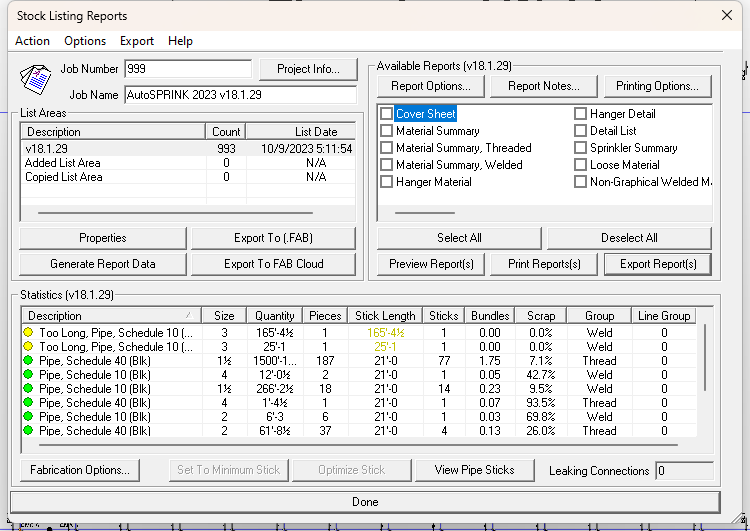 Stock Listing Reports
Action Options Export Help
Job Number 999 Project Info...
Job Name AutoSPRINK 2023 v18.1.29
List Areas
Description Count List Date
v18.1.29 993 10/9/2023 5:11:54
Added List Area 0 N/A
Copied List Area 0 N/A
Properties Export To (.FAB)
Generate Report Data Export To FAB Cloud
Available Reports (v18.1.29)
Report Options... Report Notes... Printing Options...
Cover Sheet Hanger Detail
Material Summary Detail List
Material Summary, Threaded Sprinkler Summary
Material Summary, Welded Loose Material
Hanger Material Non-Graphical Welded M
Select All Deselect All
Preview Report(s) Print Reports(s) Export Report(s)
Statistics (v18.1.29)
Description Size Quantity Pieces Stick Length Sticks Bundles Scrap Group Line Group
Too Long, Pipe, Schedule 10 (... 3 165'-4½ 1 165'-4½ 1 0.00 0.0% Weld 0
Too Long, Pipe, Schedule 10 (... 3 25'-1 1 25'-1 1 0.00 0.0% Weld 0
Pipe, Schedule 40 (Blk) 1½ 1500'-1... 187 21'-0 77 1.75 7.1% Thread 0
Pipe, Schedule 10 (Blk) 4 12'-0½ 2 21'-0 1 0.05 42.7% Weld 0
Pipe, Schedule 10 (Blk) 1½ 266'-2½ 18 21'-0 14 0.23 9.5% Weld 0
Pipe, Schedule 40 (Blk) 4 1'-4½ 1 21'-0 1 0.07 93.5% Thread 0
Pipe, Schedule 10 (Blk) 2 6'-3 6 21'-0 1 0.03 69.8% Weld 0
Pipe, Schedule 40 (Blk) 2 61'-8½ 37 21'-0 4 0.13 26.0% Thread 0
Fabrication Options... Set To Minimum Stick Optimize Stick View Pipe Sticks Leaking Connections 0
Done